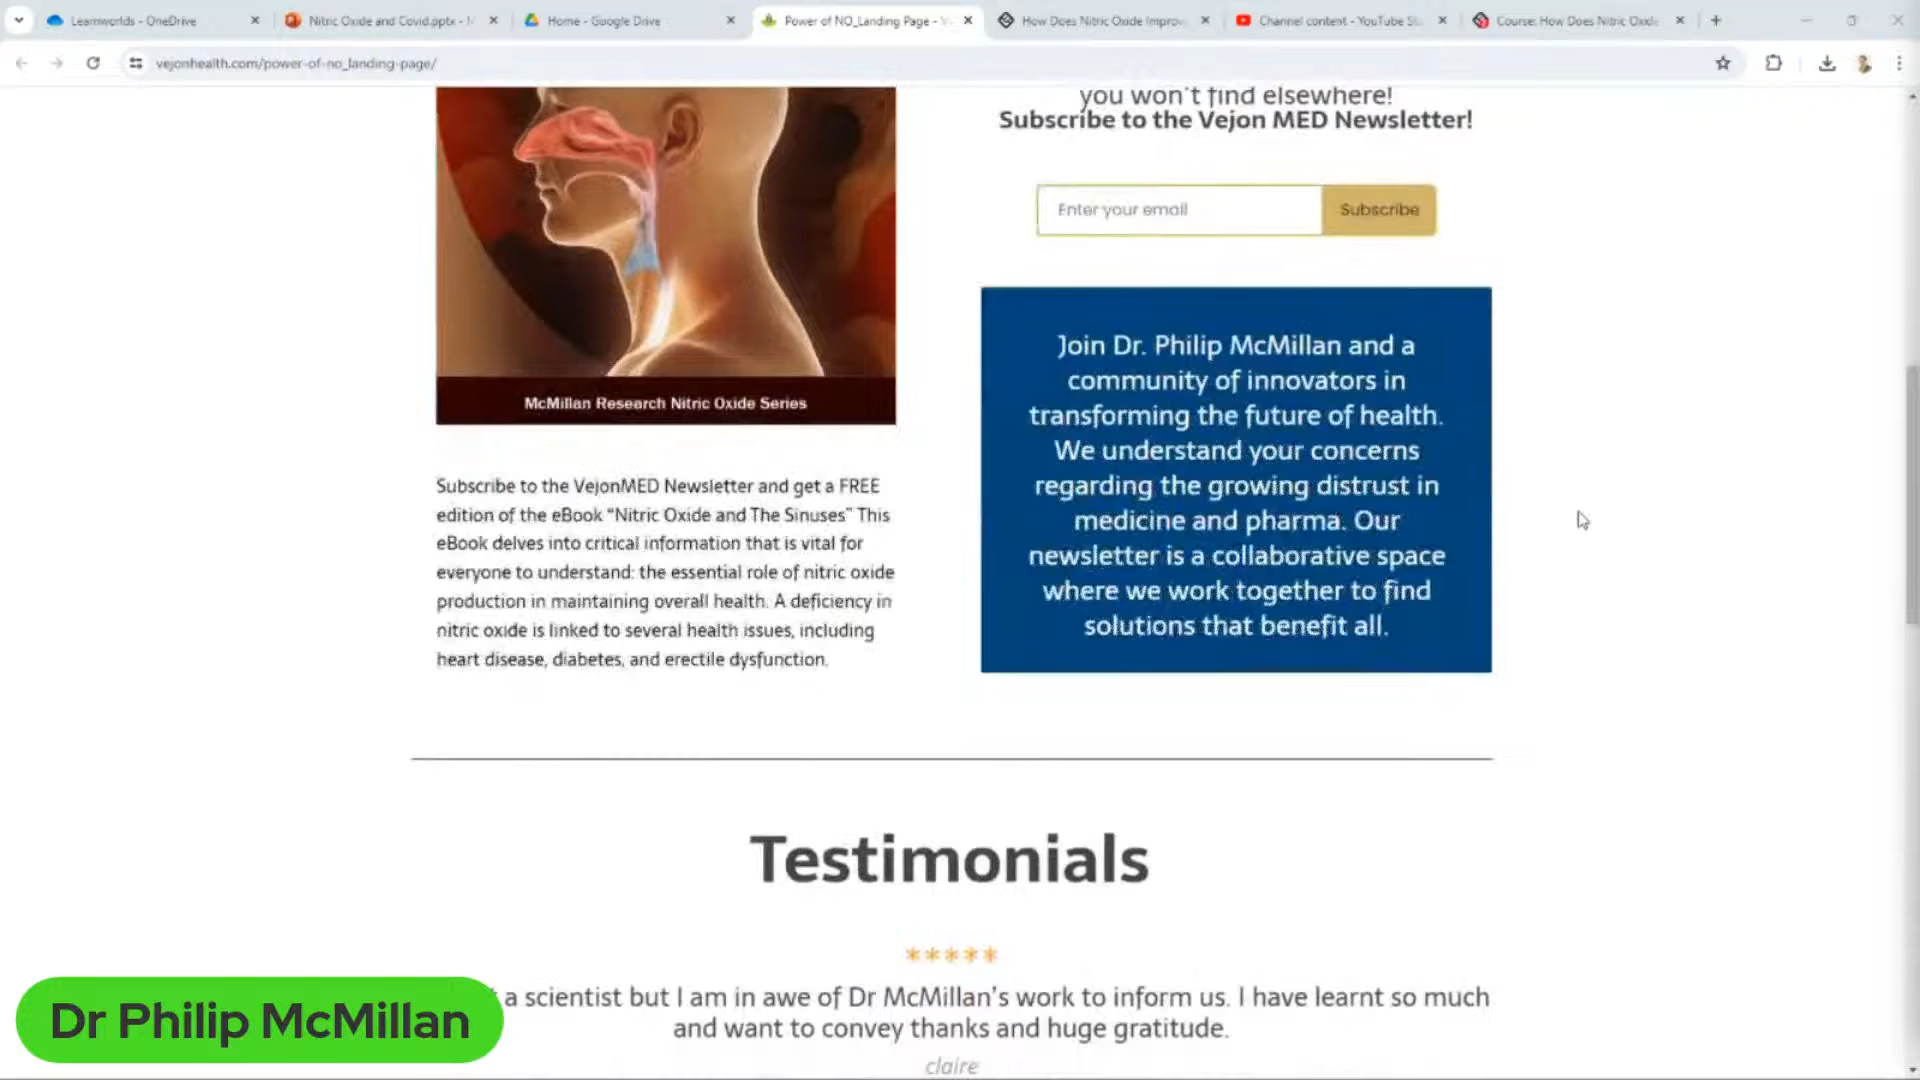 Learnworlds - OneDrive
Nitric Oxide and Covid.pptx - M
Home - Google Drive
Power of NO_Landing Page - V
How Does Nitric Oxide Improv
Channel content - YouTube St
Course: How Does Nitric Oxide
vejonhealth.com/power-of-no_landing-page/
you won't find elsewhere!
Subscribe to the Vejon MED Newsletter!
Enter your email
Subscribe
McMillan Research Nitric Oxide Series
Subscribe to the VejonMED Newsletter and get a FREE
edition of the eBook “Nitric Oxide and The Sinuses” This
eBook delves into critical information that is vital for
everyone to understand: the essential role of nitric oxide
production in maintaining overall health. A deficiency in
nitric oxide is linked to several health issues, including
heart disease, diabetes, and erectile dysfunction.
Join Dr. Philip McMillan and a
community of innovators in
transforming the future of health.
We understand your concerns
regarding the growing distrust in
medicine and pharma. Our
newsletter is a collaborative space
where we work together to find
solutions that benefit all.
Testimonials
*****
a scientist but I am in awe of Dr McMillan's work to inform us. I have learnt so much
and want to convey thanks and huge gratitude.
claire
Dr Philip McMillan